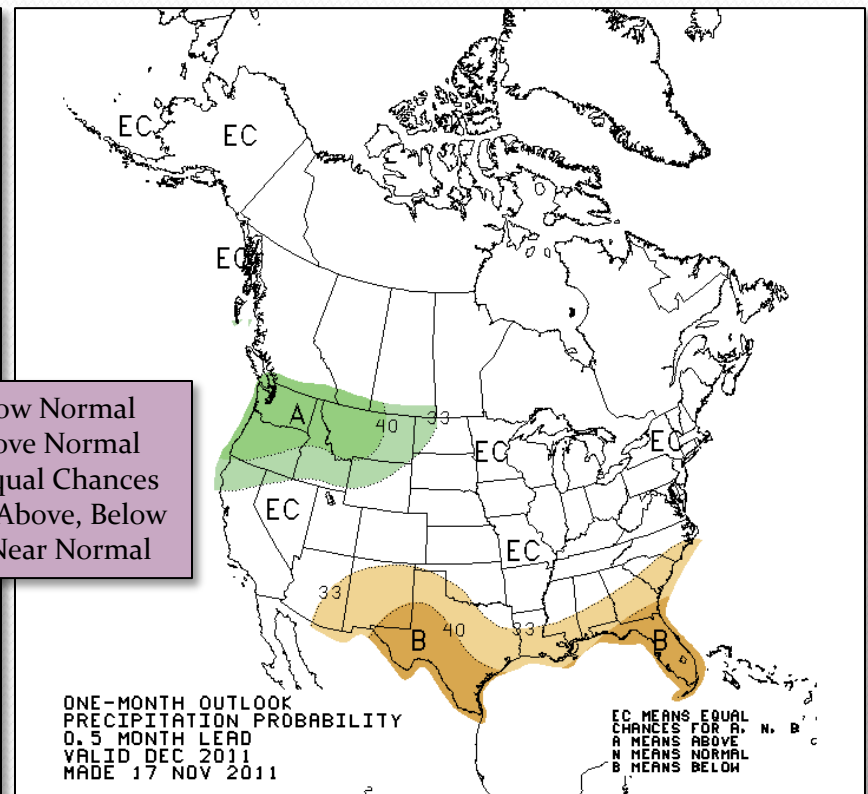 EC
EC
EC
ow Normal
ove Normal
qual Chances
Above, Below
Near Normal
A
40
33
EC
EC
EC
EC
33
B
40
33
B
ONE-MONTH OUTLOOK
PRECIPITATION PROBABILITY
0.5 MONTH LEAD
VALID DEC 2011
MADE 17 NOV 2011
EC MEANS EQUAL
CHANCES FOR A, N, B
A MEANS ABOVE
N MEANS NORMAL
B MEANS BELOW